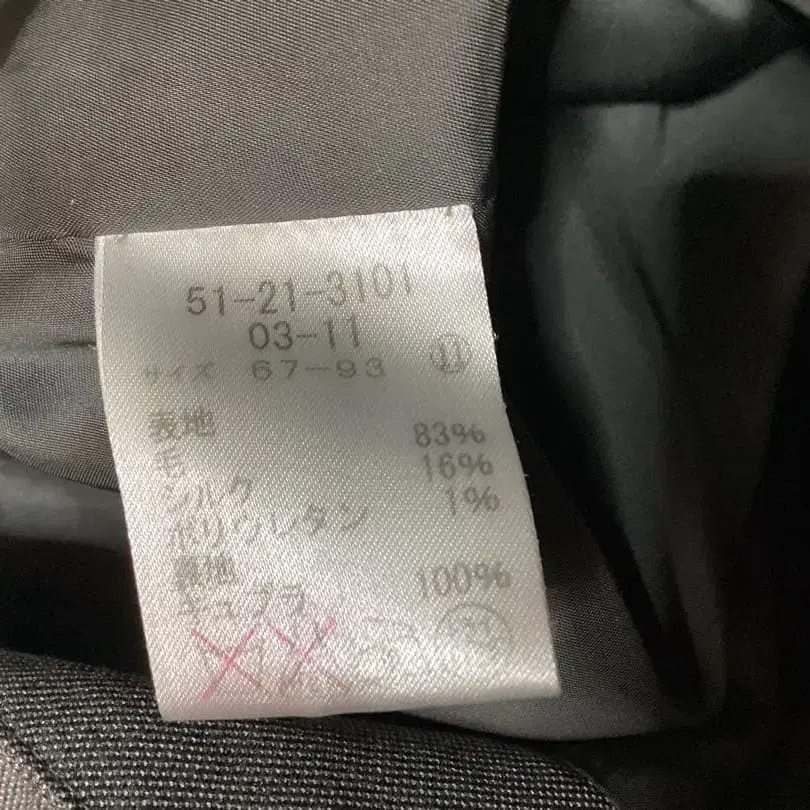 51-21-3101
03-11
サイズ 67-93 ⑪
表地
毛 83%
シルク 16%
ポリウレタン 1%
裏地
キュプラ 100%